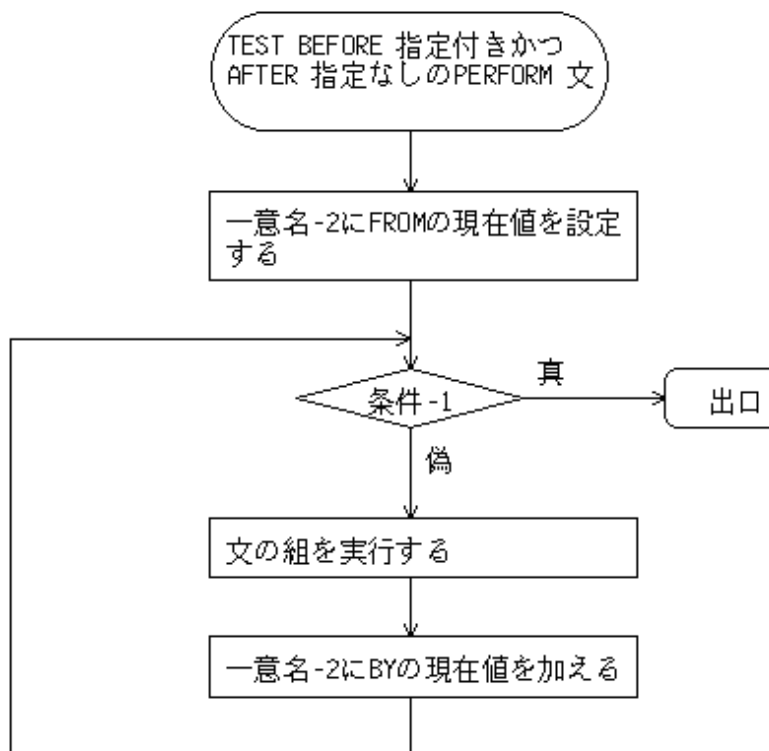 TEST BEFORE 指定付きかつ
AFTER 指定なしのPERFORM 文
一意名-2にFROMの現在値を設定
する
条件-1
真
出口
偽
文の組を実行する
一意名-2にBYの現在値を加える